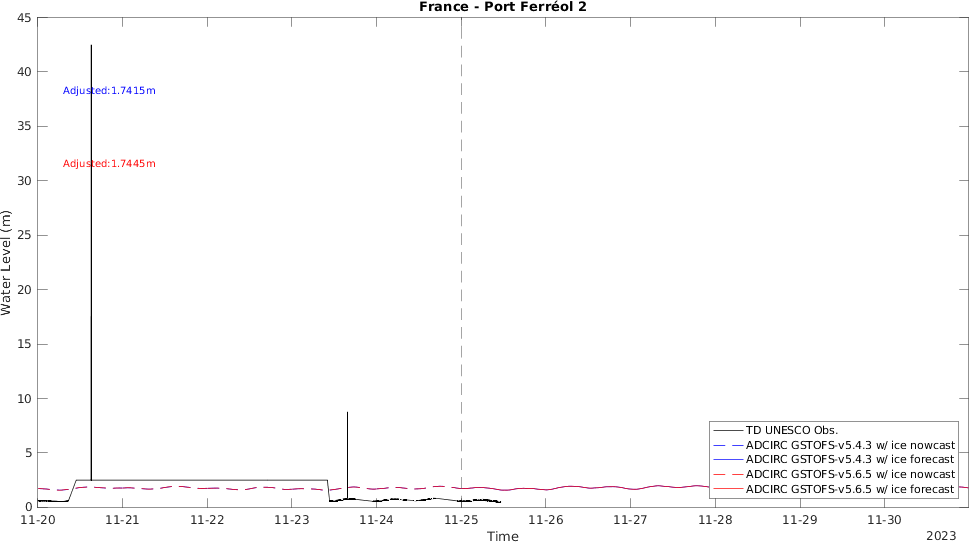 France - Port Ferréol 2
45
40
35
30
25
20
15
10
5
0
Water Level (m)
Adjusted:1.7415m
Adjusted:1.7445m
TD UNESCO Obs.
ADCIRC GSTOFS-v5.4.3 w/ ice nowcast
ADCIRC GSTOFS-v5.4.3 w/ ice forecast
ADCIRC GSTOFS-v5.6.5 w/ ice nowcast
ADCIRC GSTOFS-v5.6.5 w/ ice forecast
11-20 11-21 11-22 11-23 11-24 11-25 11-26 11-27 11-28 11-29 11-30
Time
2023